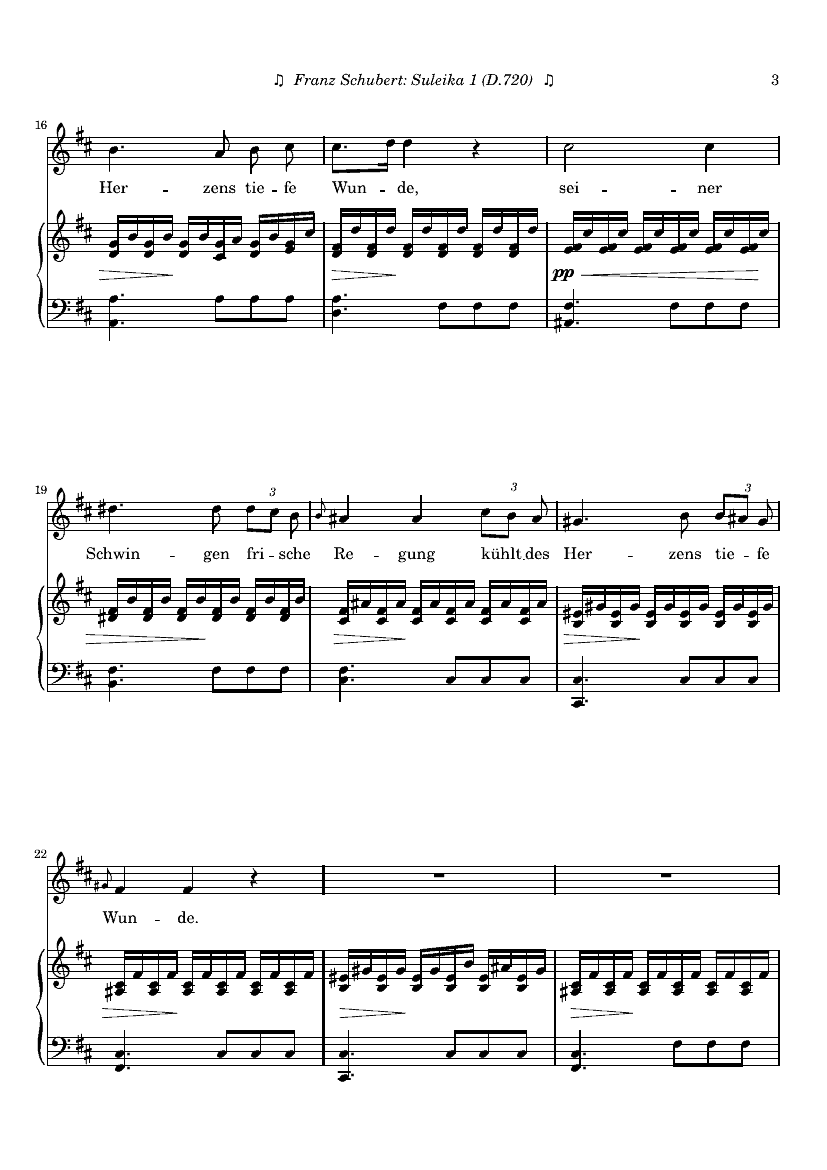 ♫ Franz Schubert: Suleika 1 (D.720) ♫ 3
16
Her - zens tie - fe Wun - de, sei - ner
pp
19
3 3 3
Schwin - gen fri - sche Re - gung kühlt des Her - zens tie - fe
22
Wun - de.